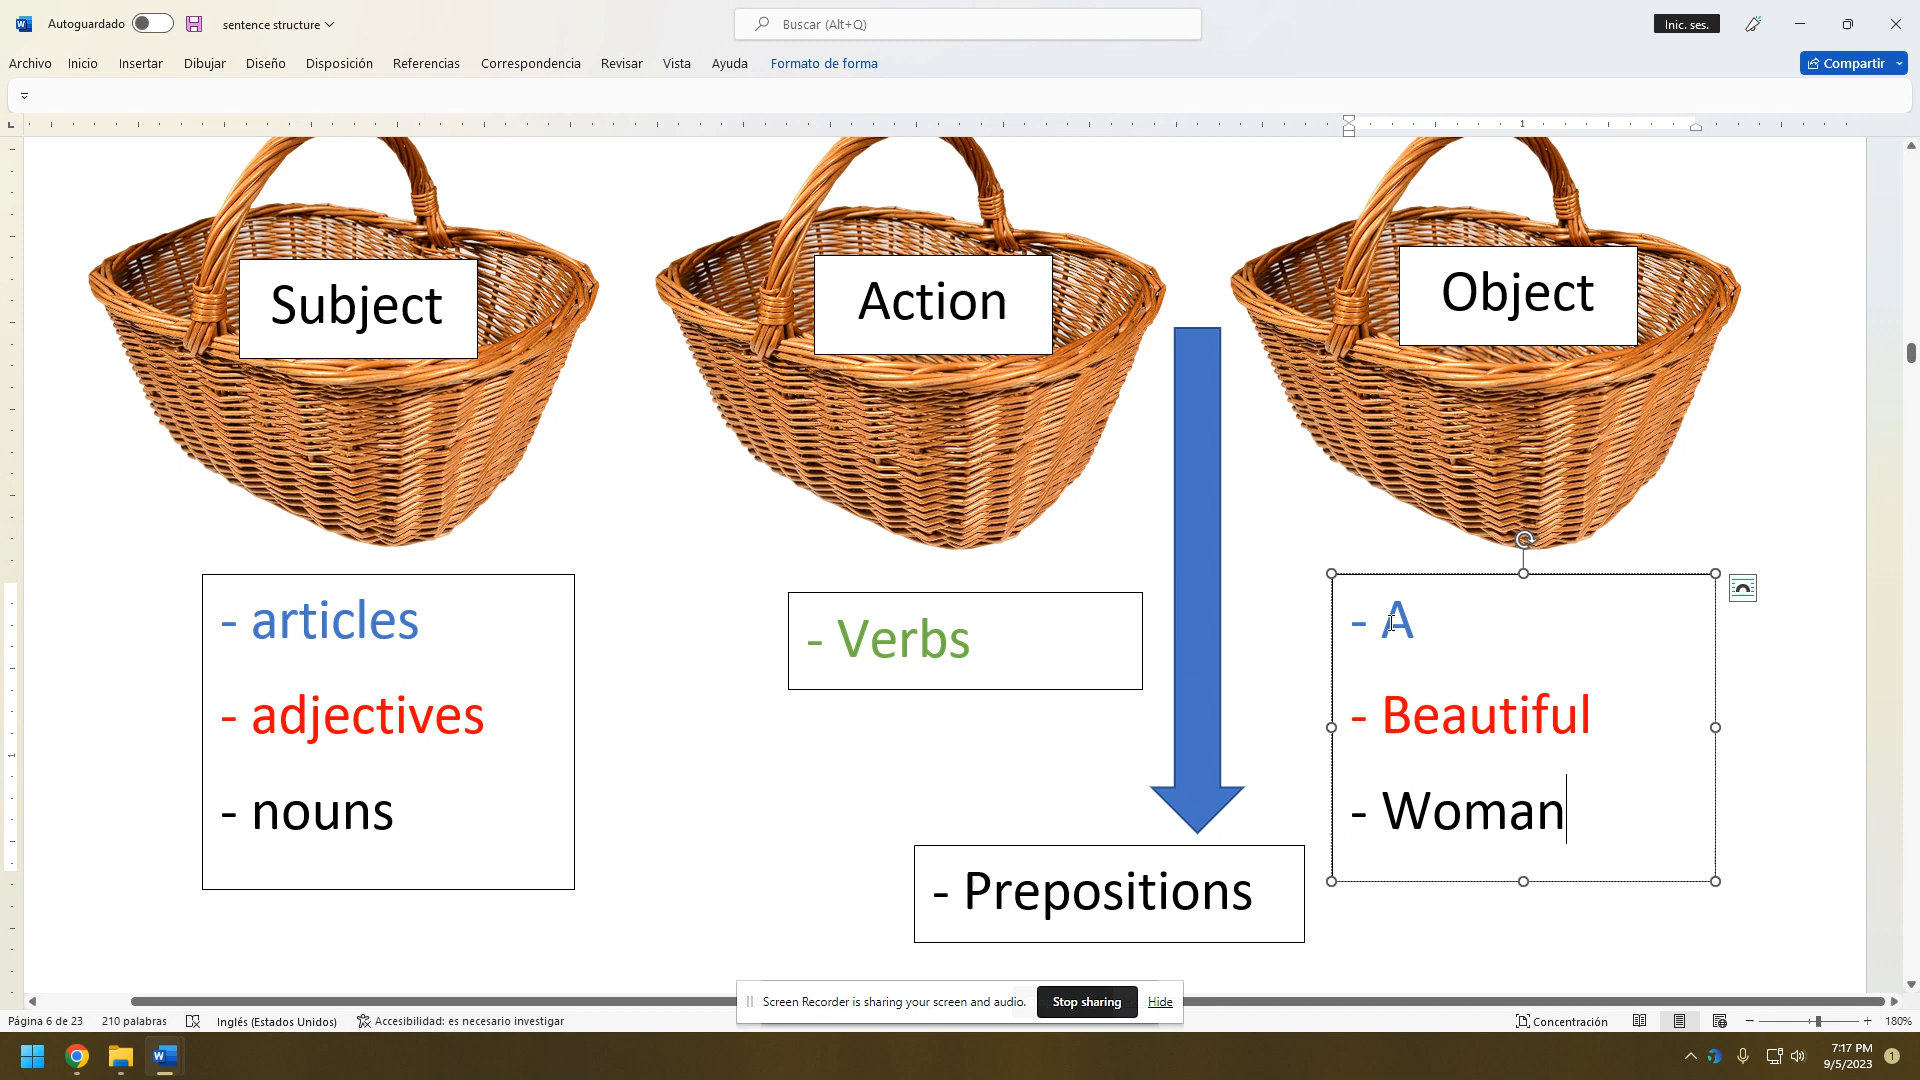 Autoguardado
sentence structure
Buscar (Alt+Q)
Inic. ses.
Archivo Inicio Insertar Dibujar Diseño Disposición Referencias Correspondencia Revisar Vista Ayuda Formato de forma
Compartir
1
Subject
Action
Object
- articles
- adjectives
- nouns
- Verbs
- Prepositions
- A
- Beautiful
- Woman
Screen Recorder is sharing your screen and audio.
Stop sharing
Hide
Página 6 de 23
210 palabras
Inglés (Estados Unidos)
Accesibilidad: es necesario investigar
Concentración
180%
7:17 PM
9/5/2023
1